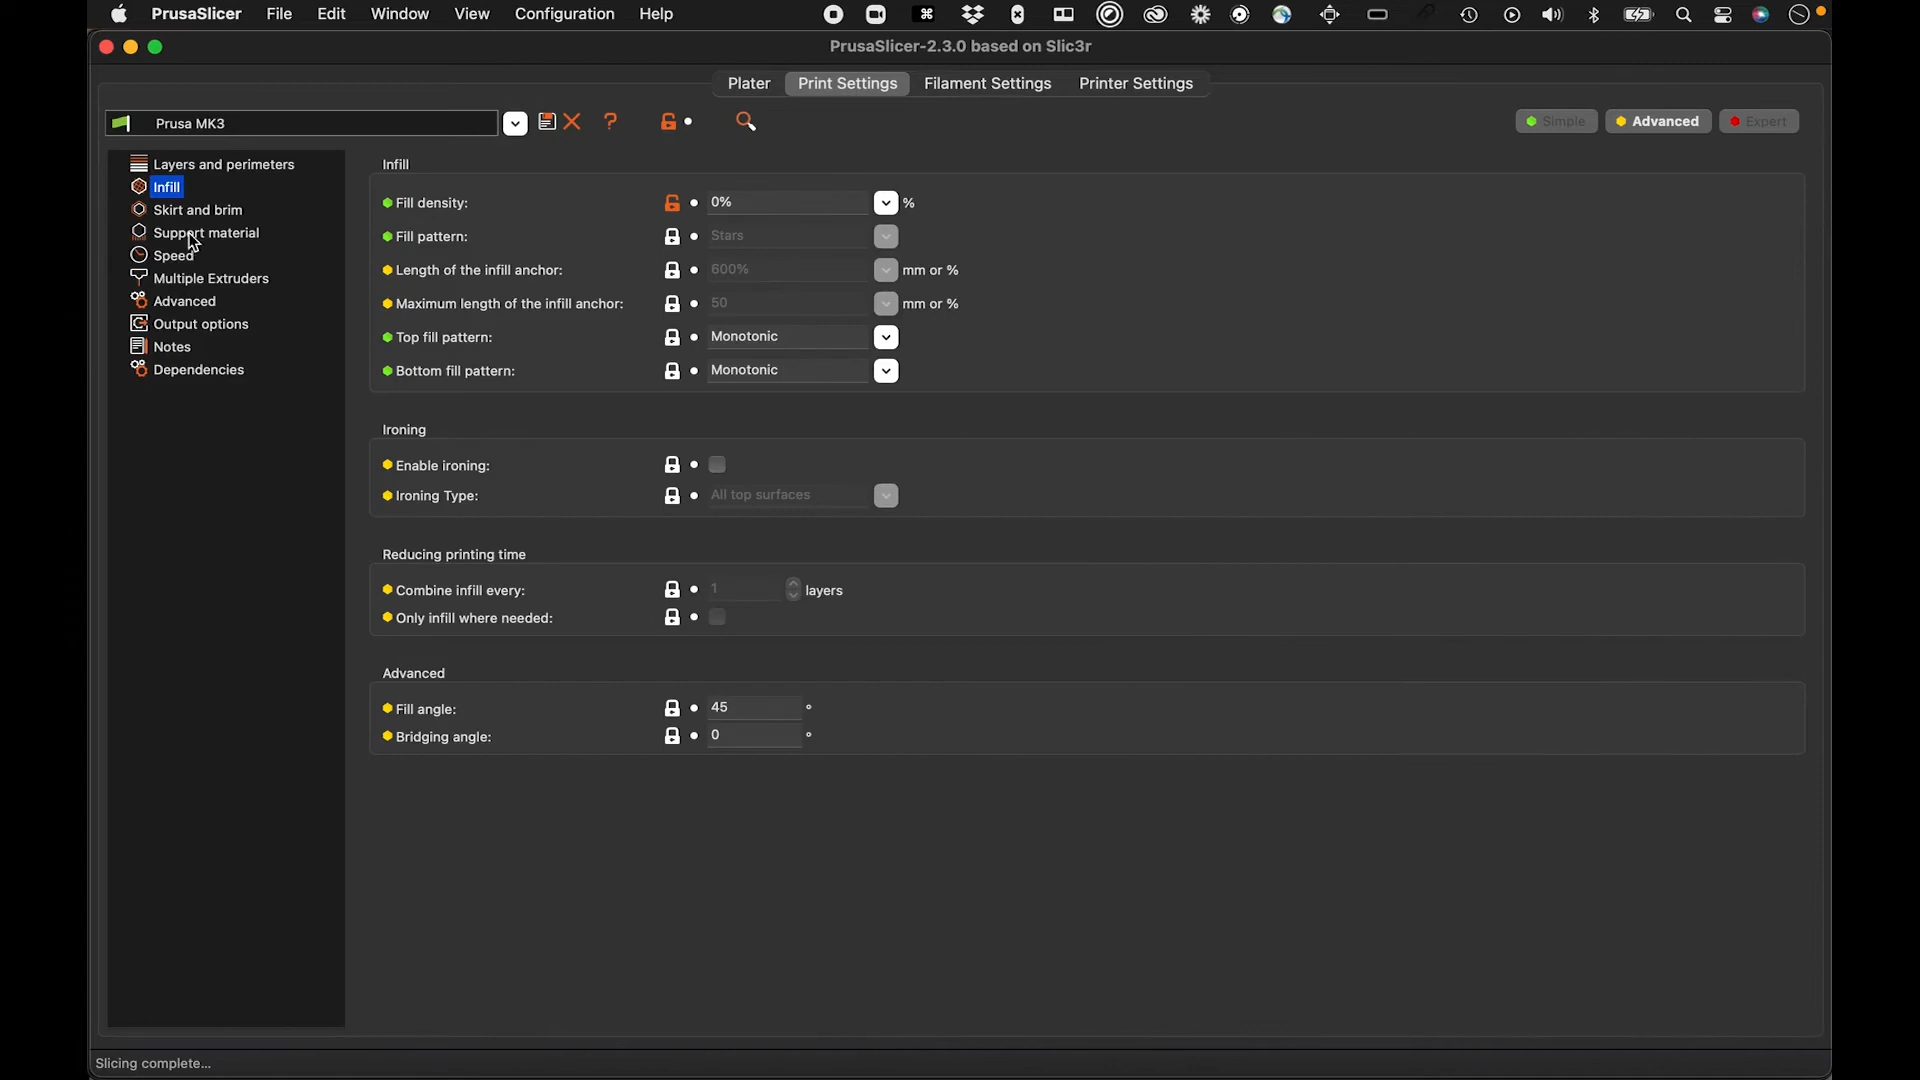 PrusaSlicer File Edit Window View Configuration Help
PrusaSlicer-2.3.0 based on Slic3r
Plater Print Settings Filament Settings Printer Settings
Prusa MK3
Simple Advanced Expert
Layers and perimeters
Infill
Skirt and brim
Support material
Speed
Multiple Extruders
Advanced
Output options
Notes
Dependencies
Infill
Fill density: 0% %
Fill pattern: Stars
Length of the infill anchor: 600% mm or %
Maximum length of the infill anchor: 50 mm or %
Top fill pattern: Monotonic
Bottom fill pattern: Monotonic
Ironing
Enable ironing:
Ironing Type: All top surfaces
Reducing printing time
Combine infill every: 1 layers
Only infill where needed:
Advanced
Fill angle: 45 °
Bridging angle: 0 °
Slicing complete...